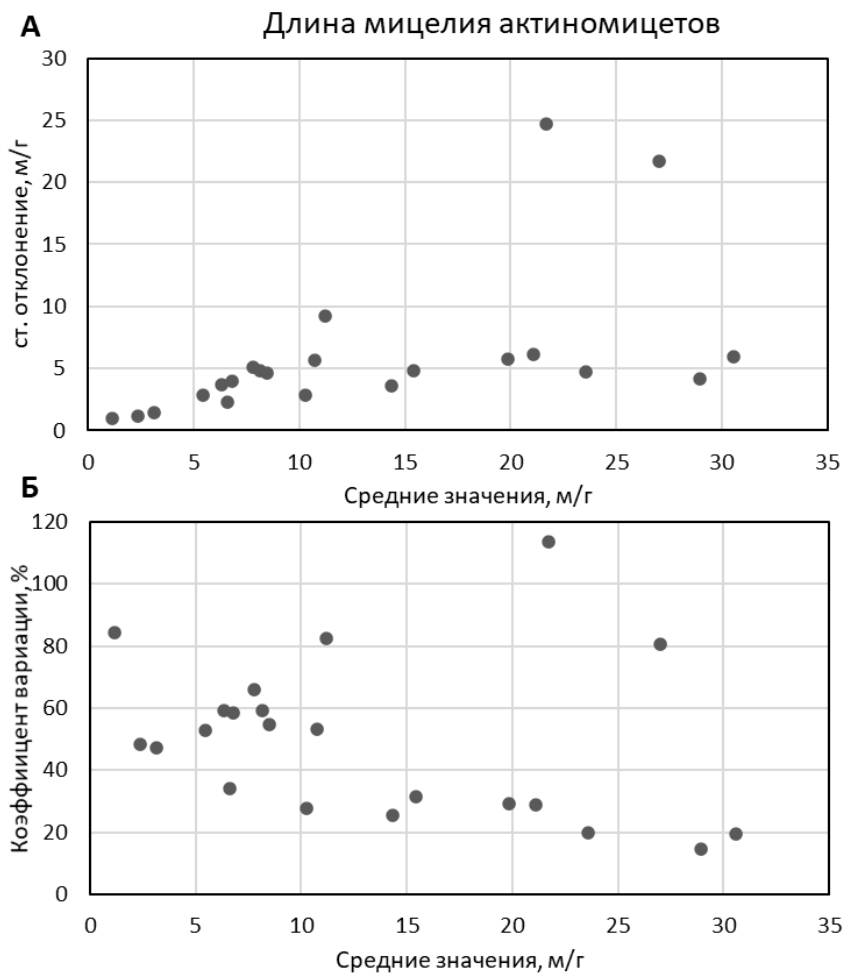 А
Длина мицелия актиномицетов
30
25
20
15
10
5
0
ст. отклонение, м/г
0 5 10 15 20 25 30 35
Средние значения, м/г
Б
120
100
80
60
40
20
0
Коэффиицент вариации, %
0 5 10 15 20 25 30 35
Средние значения, м/г